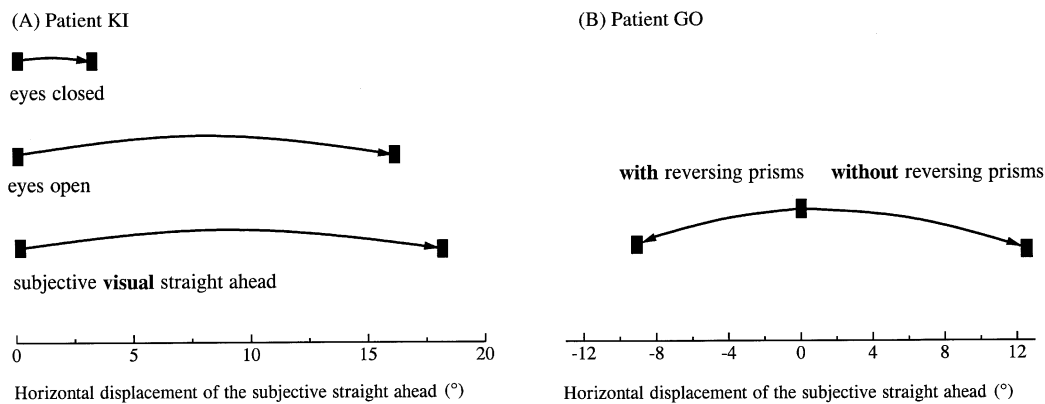 (A) Patient KI
eyes closed
eyes open
subjective visual straight ahead
0 5 10 15 20
Horizontal displacement of the subjective straight ahead (°)
(B) Patient GO
with reversing prisms without reversing prisms
-12 -8 -4 0 4 8 12
Horizontal displacement of the subjective straight ahead (°)